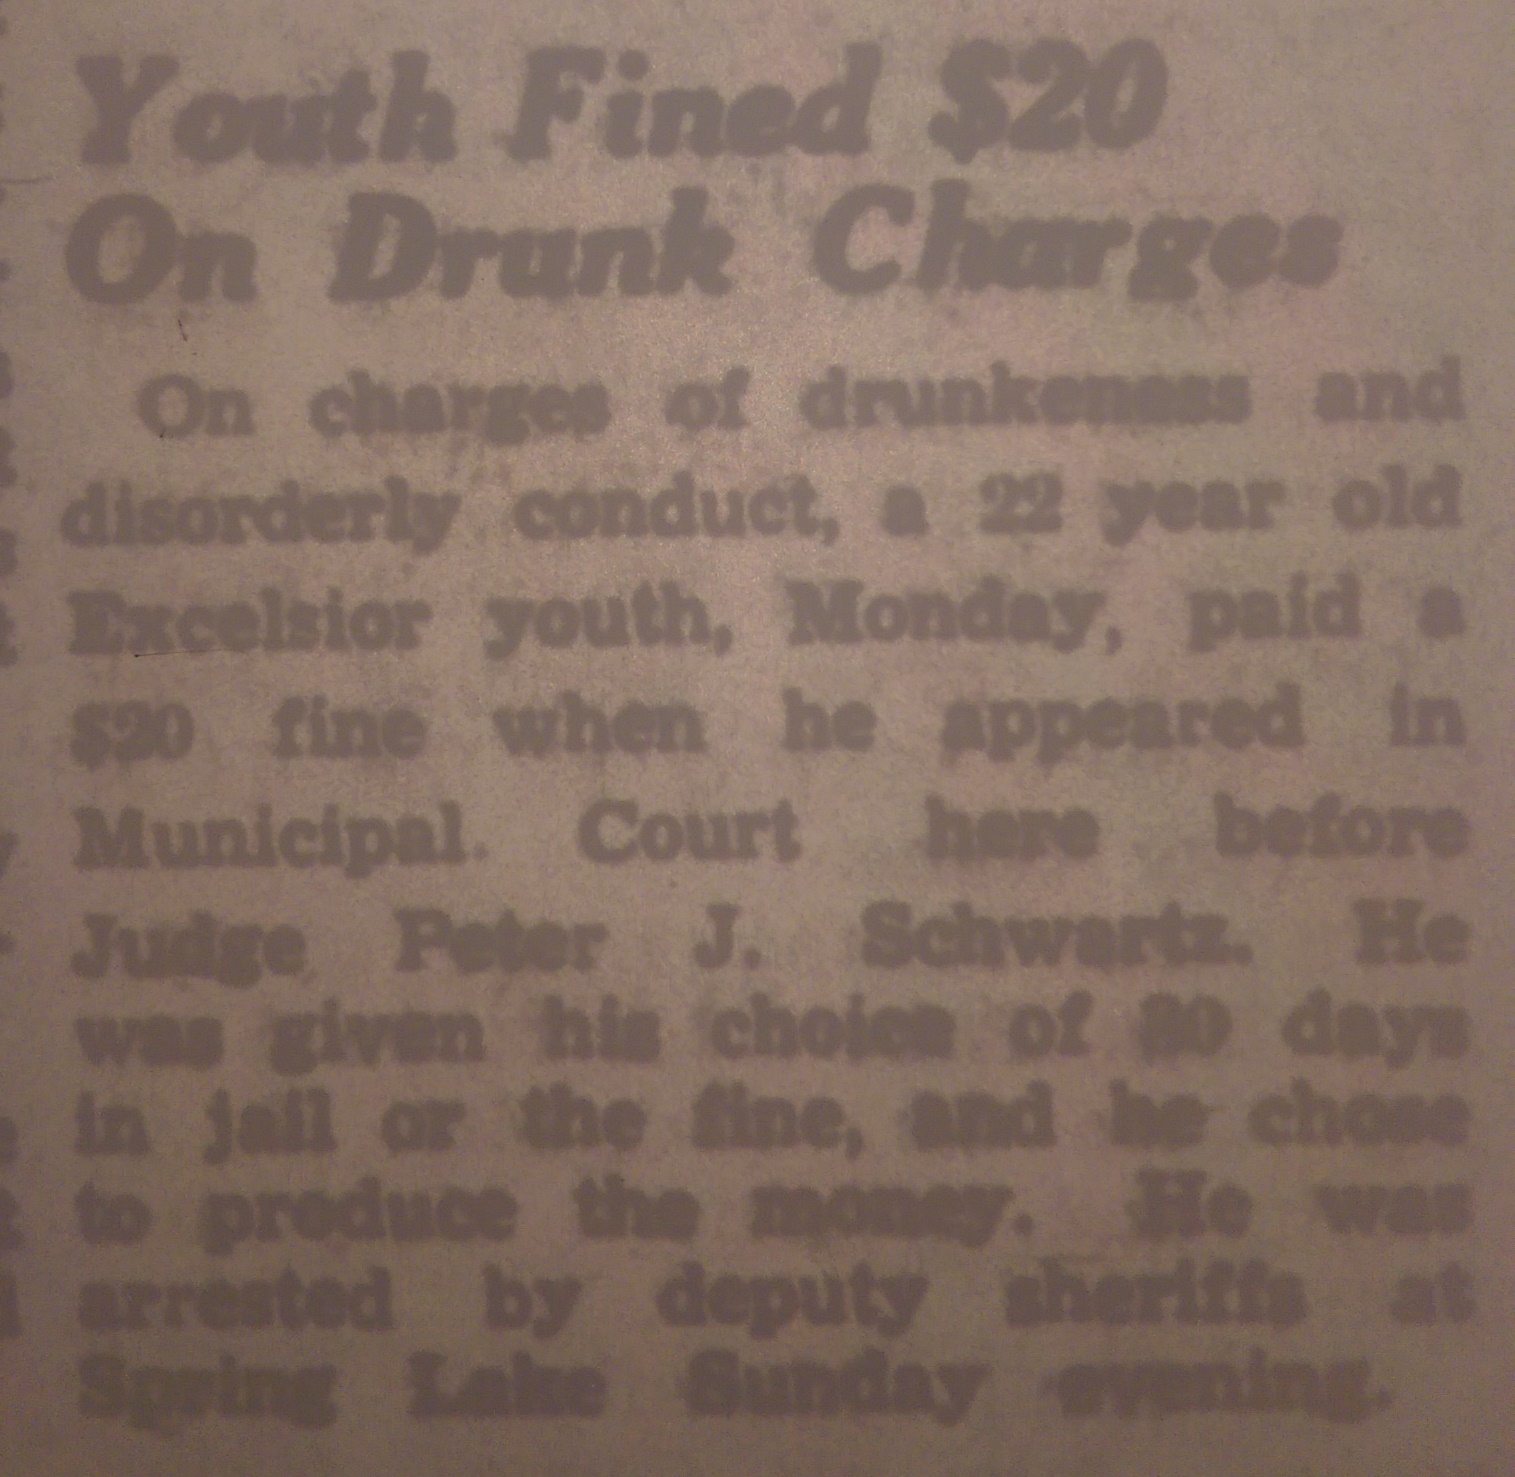 Youth Fined $20
On Drunk Charges
On charges of drunkeness and
disorderly conduct, a 22 year old
Excelsior youth, Monday, paid a
$20 fine when he appeared in
Municipal. Court here before
Judge Peter J. Schwartz. He
was given his choice of days
in jail or the fine, and he chose
to produce the money. He was
arrested by deputy sheriffs at
Spring Lake Sunday evening.